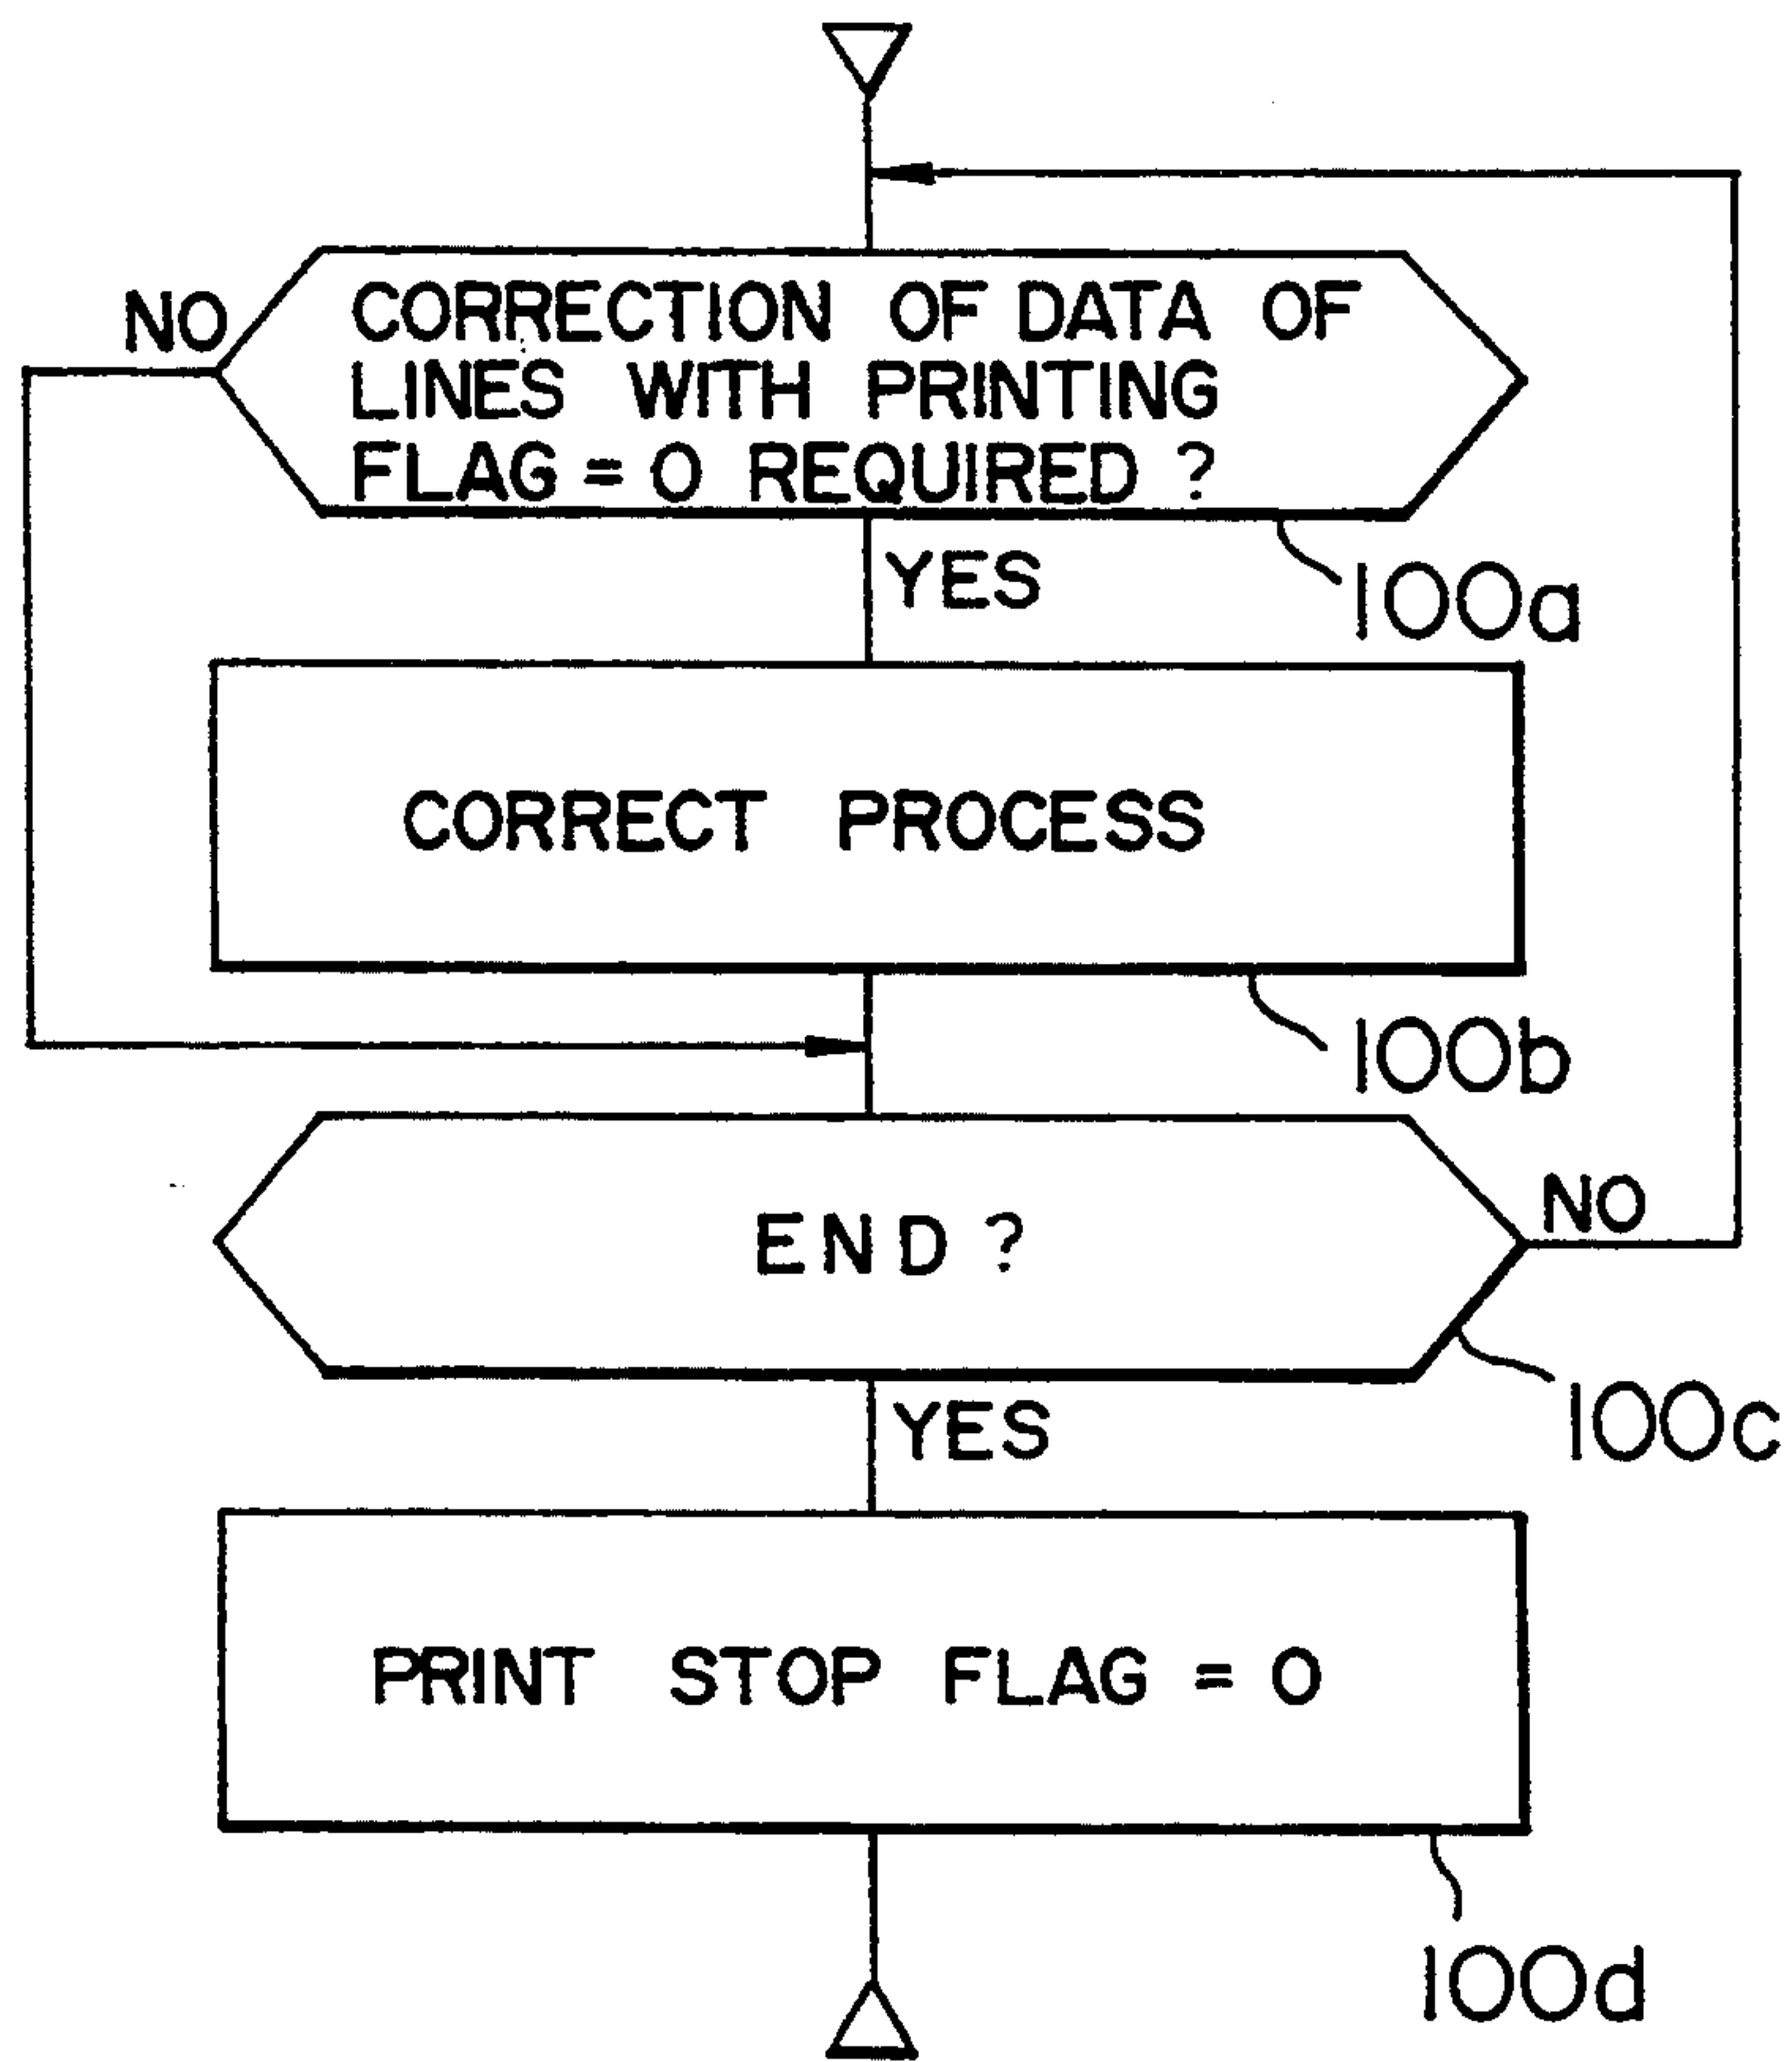 NO
CORRECTION OF DATA OF
LINES WITH PRINTING
FLAG = 0 REQUIRED ?
YES
100a
CORRECT PROCESS
100b
END ?
NO
100c
YES
PRINT STOP FLAG = 0
100d